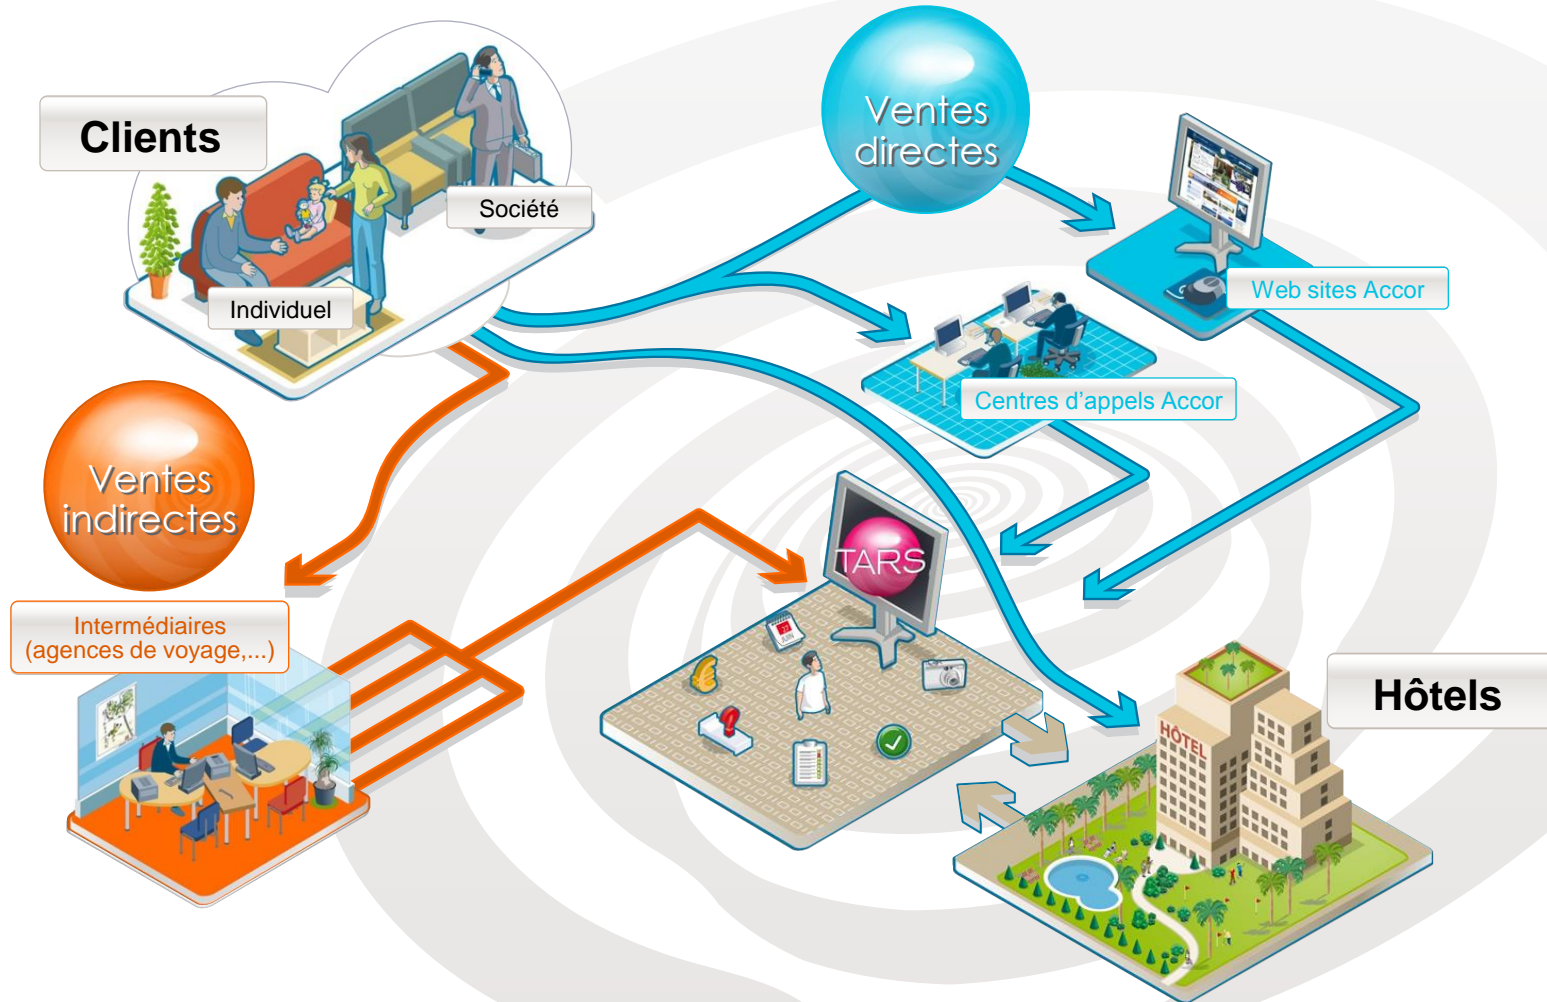 Clients
Société
Individuel
Ventes
directes
Web sites Accor
Centres d’appels Accor
Ventes
indirectes
Intermédiaires
(agences de voyage,...)
TARS
JUIN
Hôtels
HÔTEL